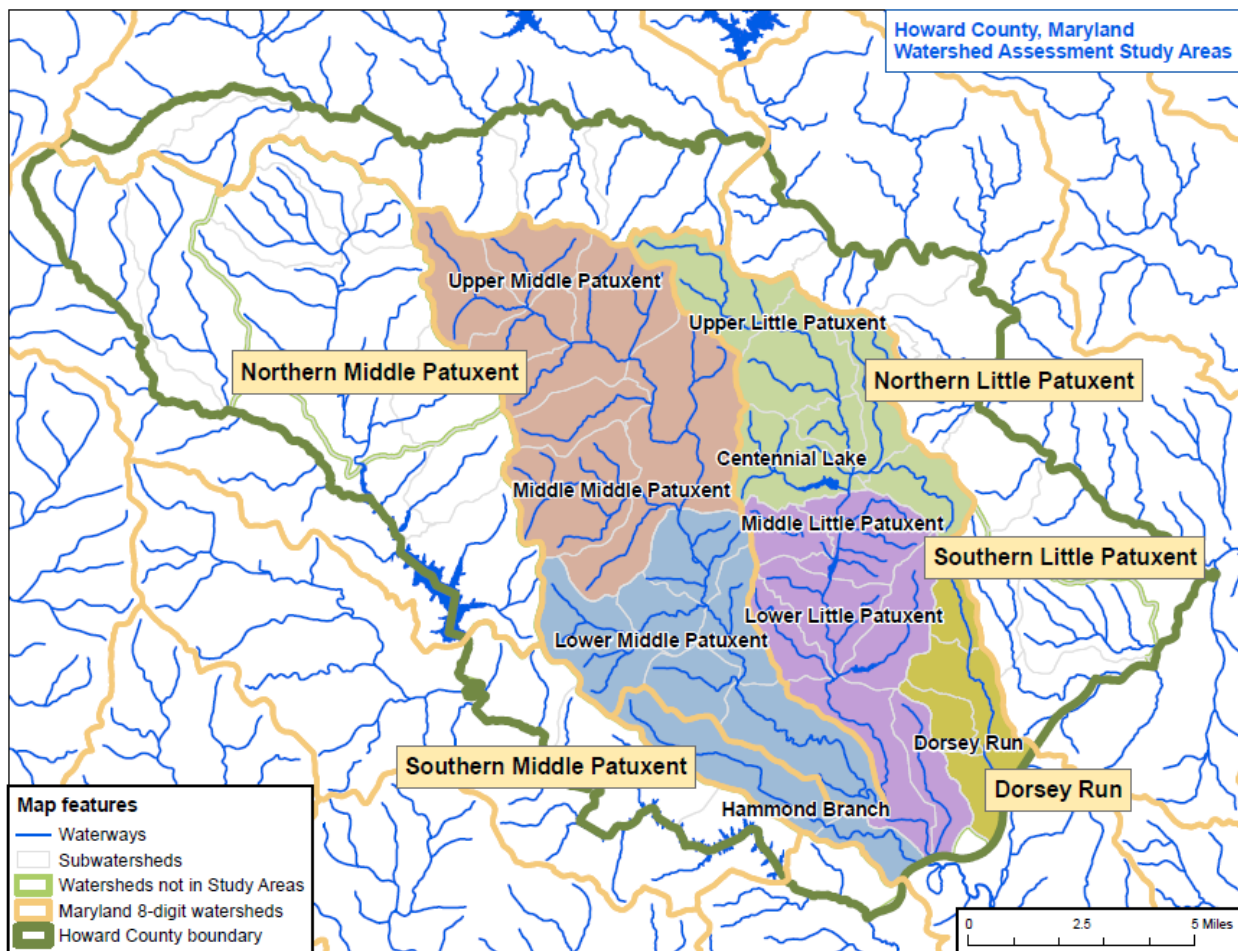 Howard County, Maryland
Watershed Assessment Study Areas
Upper Middle Patuxent
Upper Little Patuxent
Northern Middle Patuxent
Northern Little Patuxent
Centennial Lake
Middle Middle Patuxent
Middle Little Patuxent
Southern Little Patuxent
Lower Little Patuxent
Lower Middle Patuxent
Dorsey Run
Southern Middle Patuxent
Dorsey Run
Hammond Branch
Map features
Waterways
Subwatersheds
Watersheds not in Study Areas
Maryland 8-digit watersheds
Howard County boundary
0 2.5 5 Miles